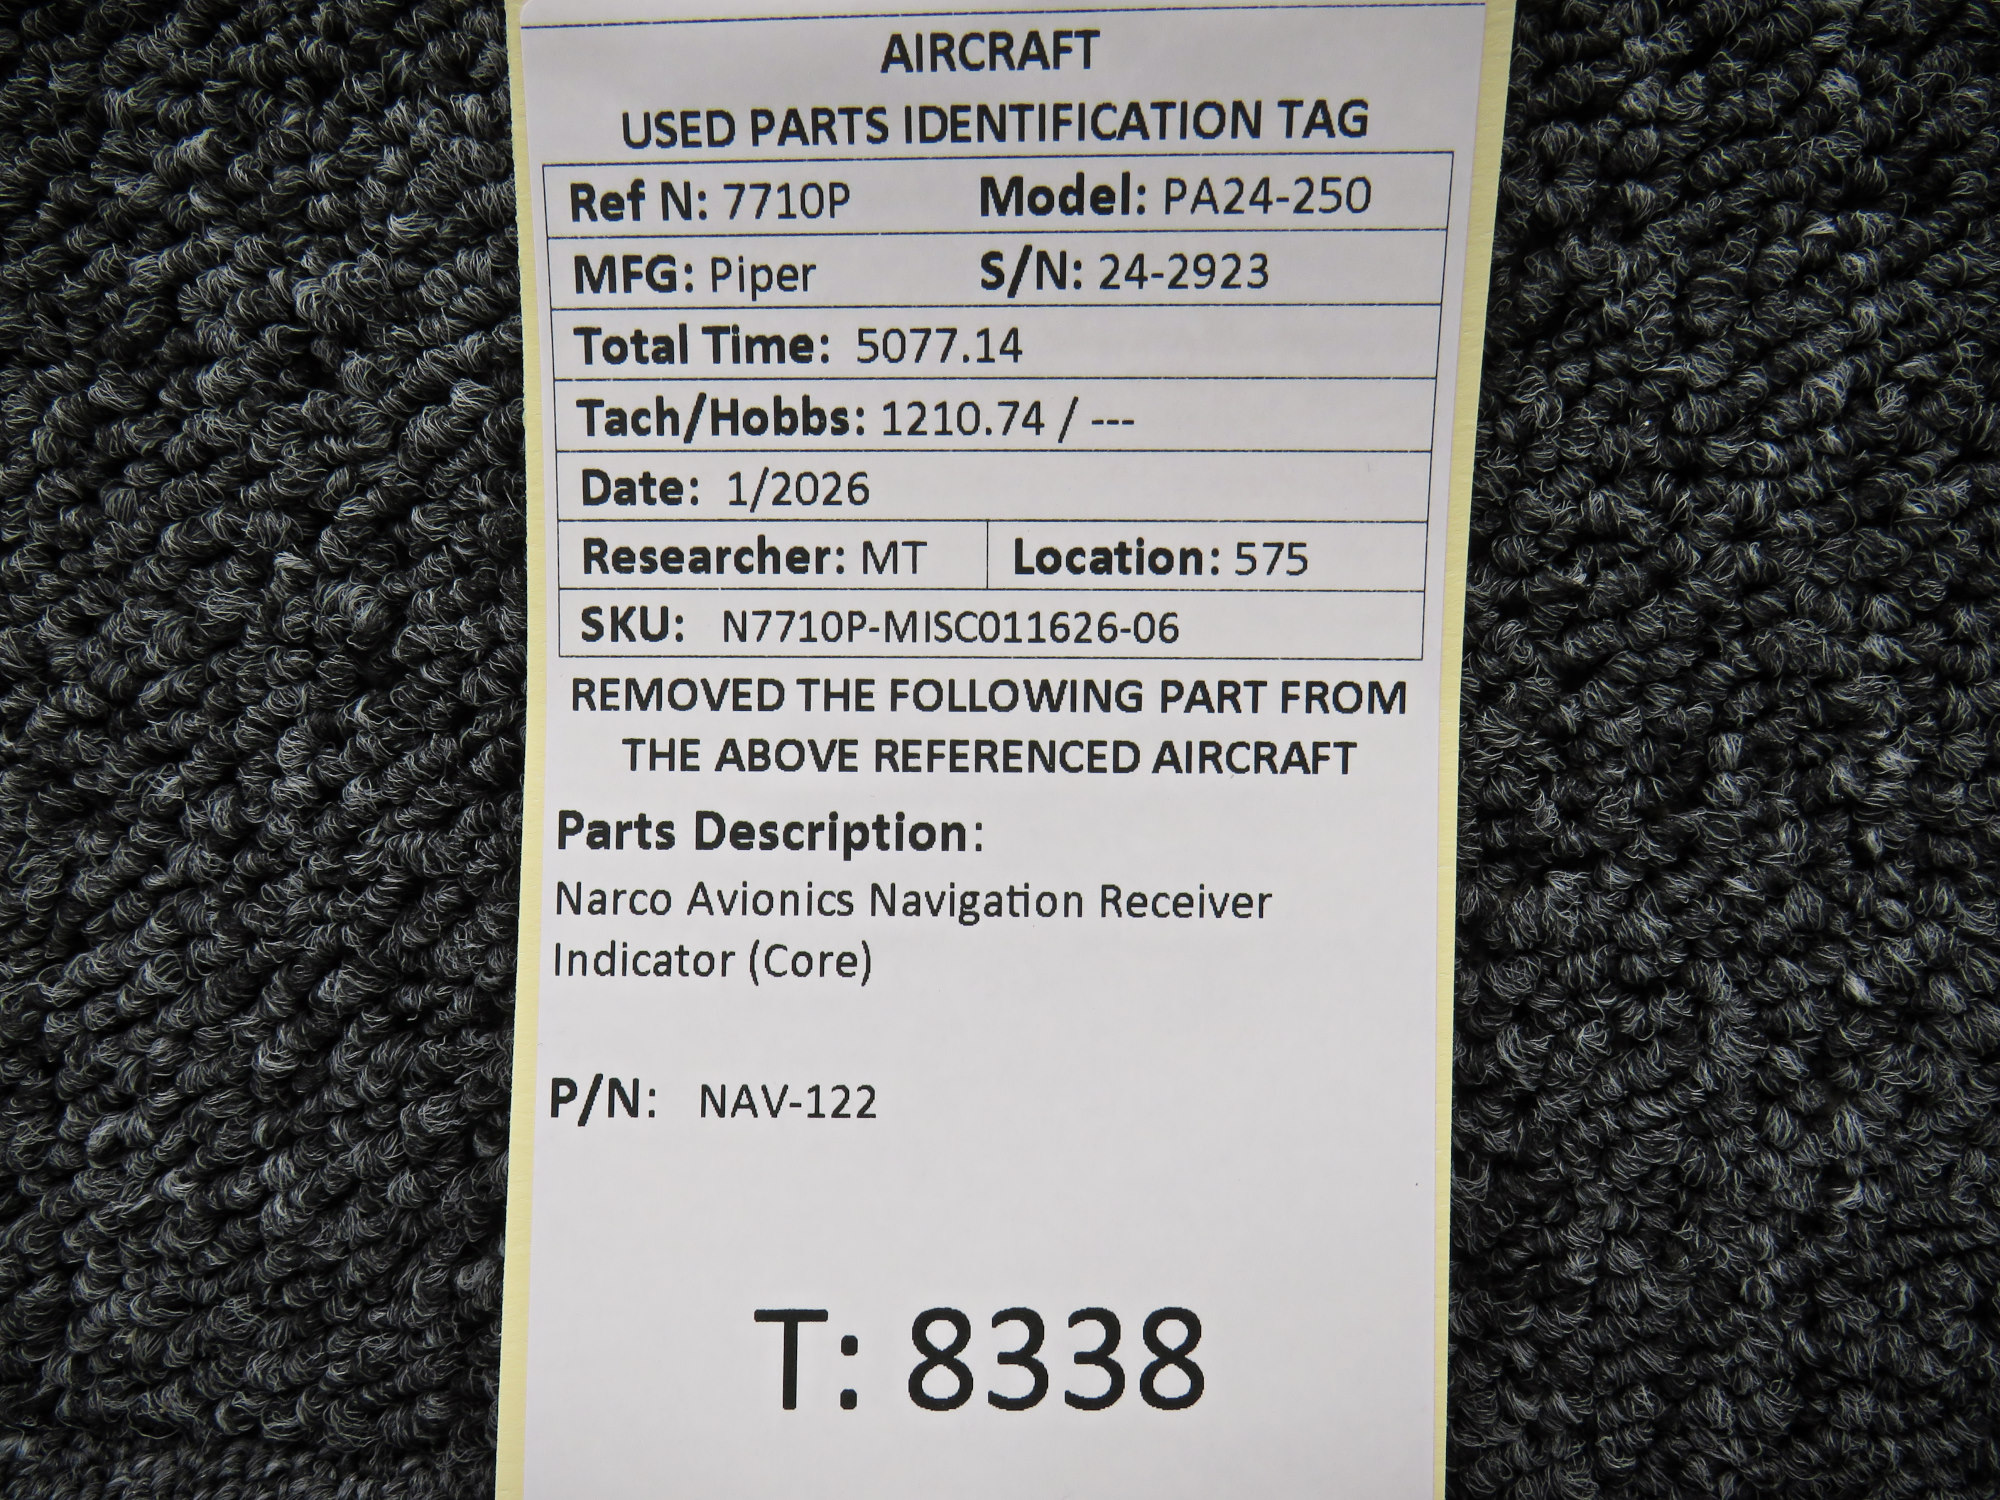 AIRCRAFT
USED PARTS IDENTIFICATION TAG
Ref N: 7710P Model: PA24-250
MFG: Piper S/N: 24-2923
Total Time: 5077.14
Tach/Hobbs: 1210.74 / ---
Date: 1/2026
Researcher: MT Location: 575
SKU: N7710P-MISC011626-06
REMOVED THE FOLLOWING PART FROM
THE ABOVE REFERENCED AIRCRAFT
Parts Description:
Narco Avionics Navigation Receiver
Indicator (Core)
P/N: NAV-122
T: 8338